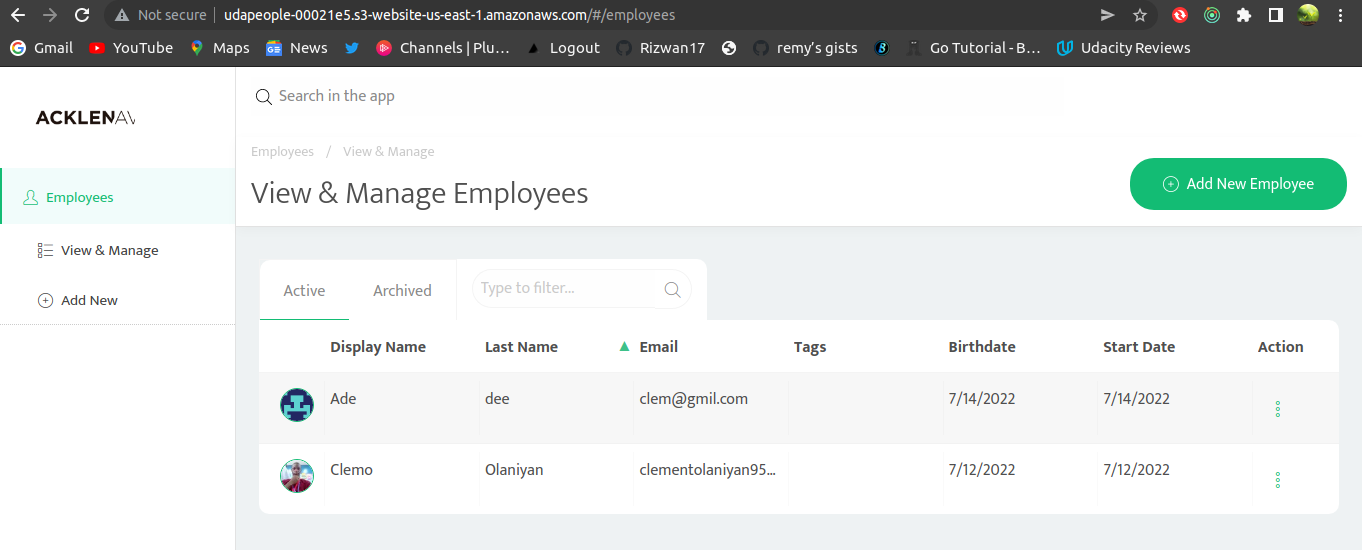 Not secure | udapeople-00021e5.s3-website-us-east-1.amazonaws.com/#/employees
Gmail YouTube Maps News Channels | Plu... Logout Rizwan17 remy's gists Go Tutorial - B... Udacity Reviews
ACKLENAV
Search in the app
Employees / View & Manage
View & Manage Employees
Add New Employee
Employees
View & Manage
Add New
Active Archived Type to filter...
Display Name Last Name Email Tags Birthdate Start Date Action
Ade dee clem@gmil.com 7/14/2022 7/14/2022
Clemo Olaniyan clementolaniyan95... 7/12/2022 7/12/2022